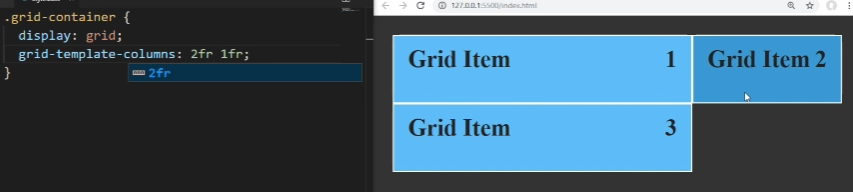 .grid-container {
display: grid;
grid-template-columns: 2fr 1fr;
}
2fr
127.0.0.1:5500/index.html
Grid Item 1
Grid Item 2
Grid Item 3